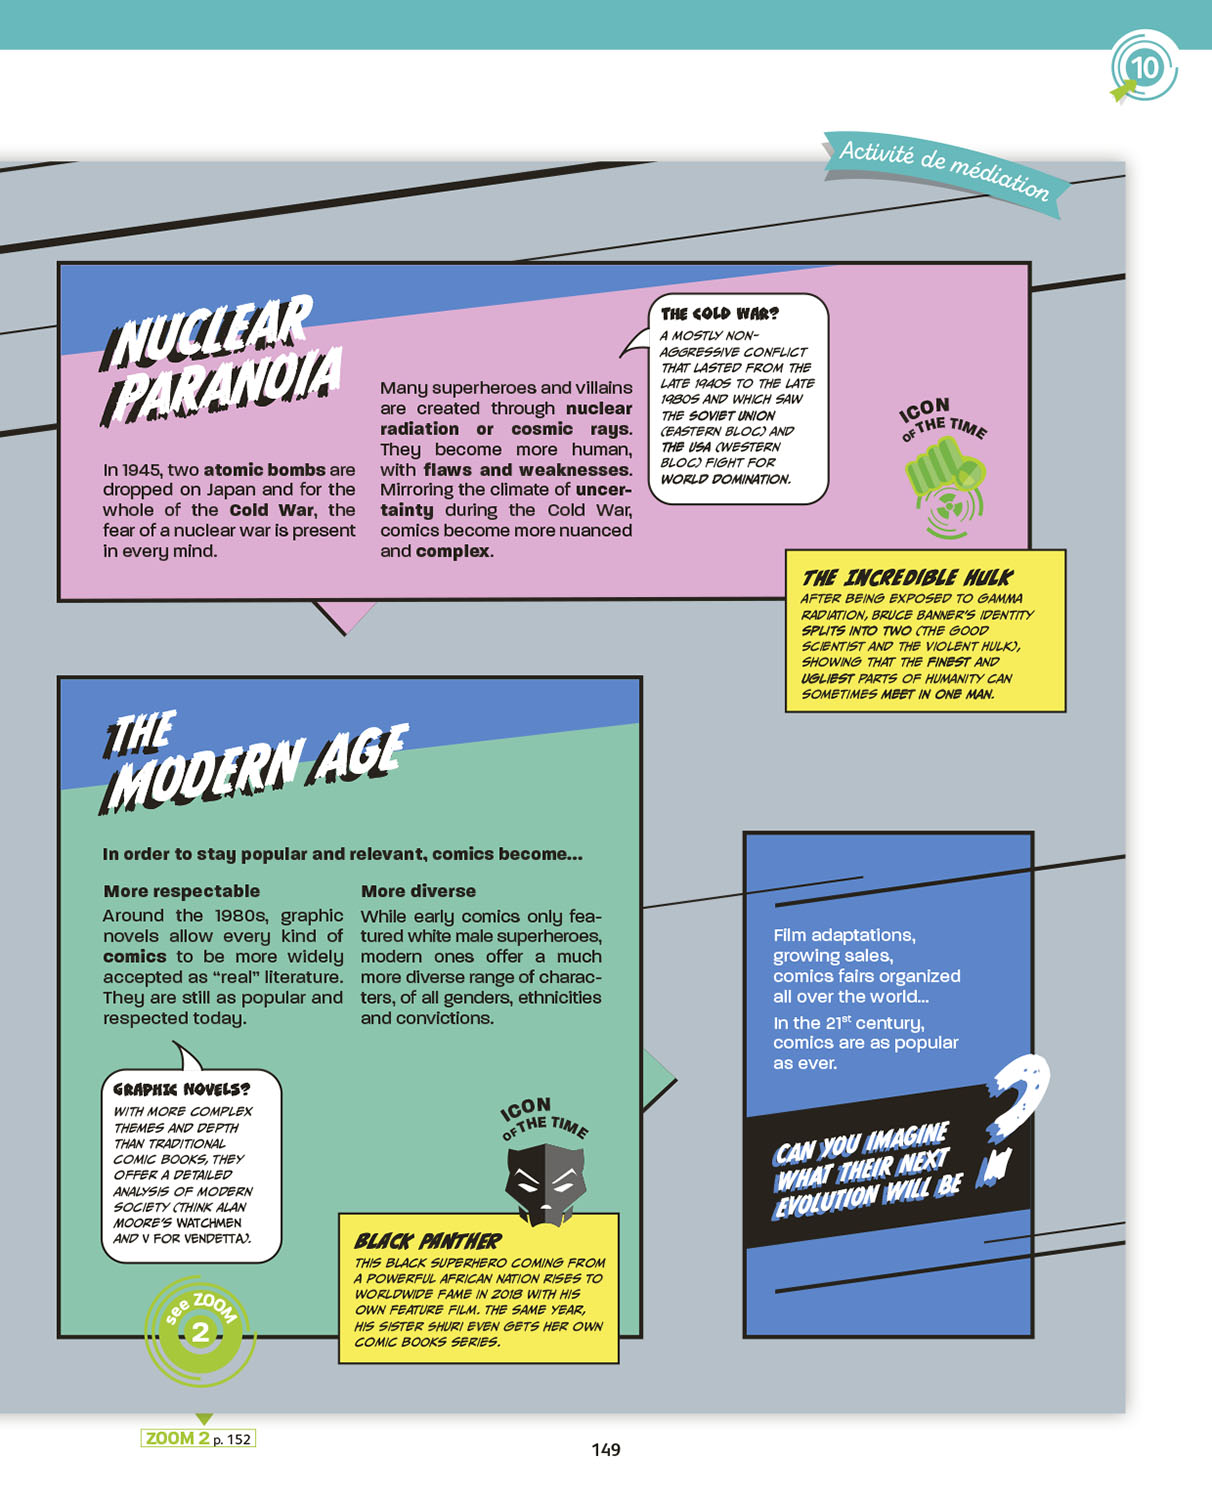 10
Activité de médiation
NUCLEAR
PARANOIA
In 1945, two atomic bombs are
dropped on Japan and for the
whole of the Cold War, the
fear of a nuclear war is present
in every mind.
Many superheroes and villains
are created through nuclear
radiation or cosmic rays.
They become more human,
with flaws and weaknesses.
Mirroring the climate of uncer-
tainty during the Cold War,
comics become more nuanced
and complex.
THE COLD WAR?
A MOSTLY NON-
AGGRESSIVE CONFLICT
THAT LASTED FROM THE
LATE 1940S TO THE LATE
1980S AND WHICH SAW
THE SOVIET UNION
(EASTERN BLOC) AND
THE USA (WESTERN
BLOC) FIGHT FOR
WORLD DOMINATION.
ICON
OF THE TIME
THE INCREDIBLE HULK
AFTER BEING EXPOSED TO GAMMA
RADIATION, BRUCE BANNER'S IDENTITY
SPLITS INTO TWO (THE GOOD
SCIENTIST AND THE VIOLENT HULK),
SHOWING THAT THE FINEST AND
UGLIEST PARTS OF HUMANITY CAN
SOMETIMES MEET IN ONE MAN.
THE
MODERN AGE
In order to stay popular and relevant, comics become...
More respectable
Around the 1980s, graphic
novels allow every kind of
comics to be more widely
accepted as “real” literature.
They are still as popular and
respected today.
More diverse
While early comics only fea-
tured white male superheroes,
modern ones offer a much
more diverse range of charac-
ters, of all genders, ethnicities
and convictions.
GRAPHIC NOVELS?
WITH MORE COMPLEX
THEMES AND DEPTH
THAN TRADITIONAL
COMIC BOOKS, THEY
OFFER A DETAILED
ANALYSIS OF MODERN
SOCIETY (THINK ALAN
MOORE'S WATCHMEN
AND V FOR VENDETTA).
ICON
OF THE TIME
BLACK PANTHER
THIS BLACK SUPERHERO COMING FROM
A POWERFUL AFRICAN NATION RISES TO
WORLDWIDE FAME IN 2018 WITH HIS
OWN FEATURE FILM. THE SAME YEAR,
HIS SISTER SHURI EVEN GETS HER OWN
COMIC BOOKS SERIES.
see ZOOM
2
Film adaptations,
growing sales,
comics fairs organized
all over the world...
In the 21st century,
comics are as popular
as ever.
CAN YOU IMAGINE
WHAT THEIR NEXT
EVOLUTION WILL BE ?
ZOOM 2 p. 152
149